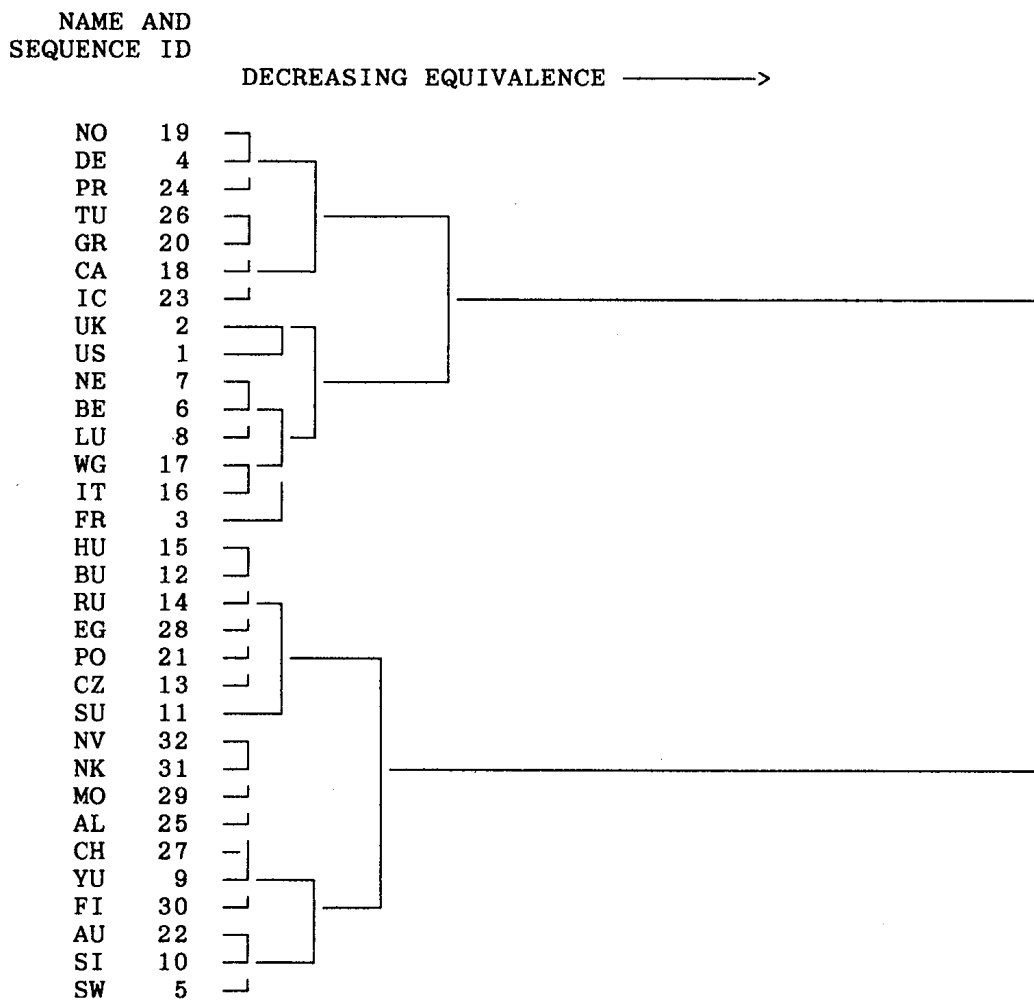 NAME AND
SEQUENCE ID
DECREASING EQUIVALENCE
NO 19
DE 4
PR 24
TU 26
GR 20
CA 18
IC 23
UK 2
US 1
NE 7
BE 6
LU 8
WG 17
IT 16
FR 3
HU 15
BU 12
RU 14
EG 28
PO 21
CZ 13
SU 11
NV 32
NK 31
MO 29
AL 25
CH 27
YU 9
FI 30
AU 22
SI 10
SW 5